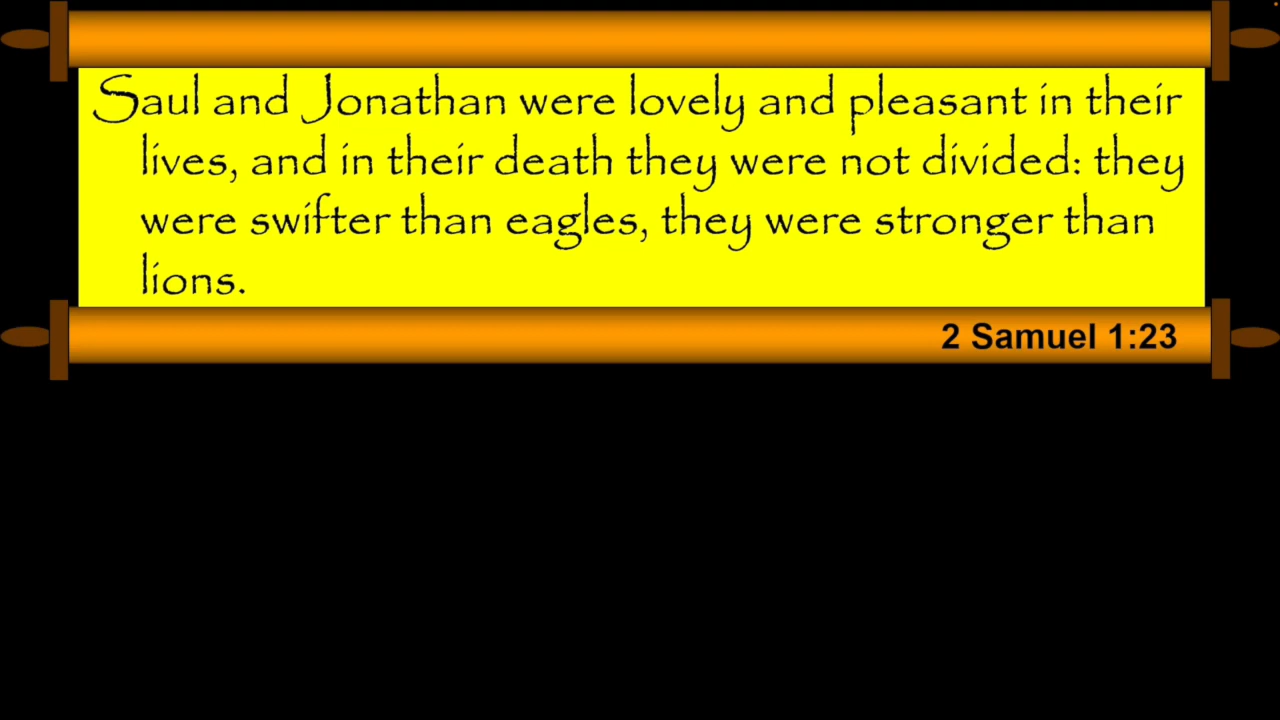 Saul and Jonathan were lovely and pleasant in their
lives, and in their death they were not divided: they
were swifter than eagles, they were stronger than
lions.
2 Samuel 1:23